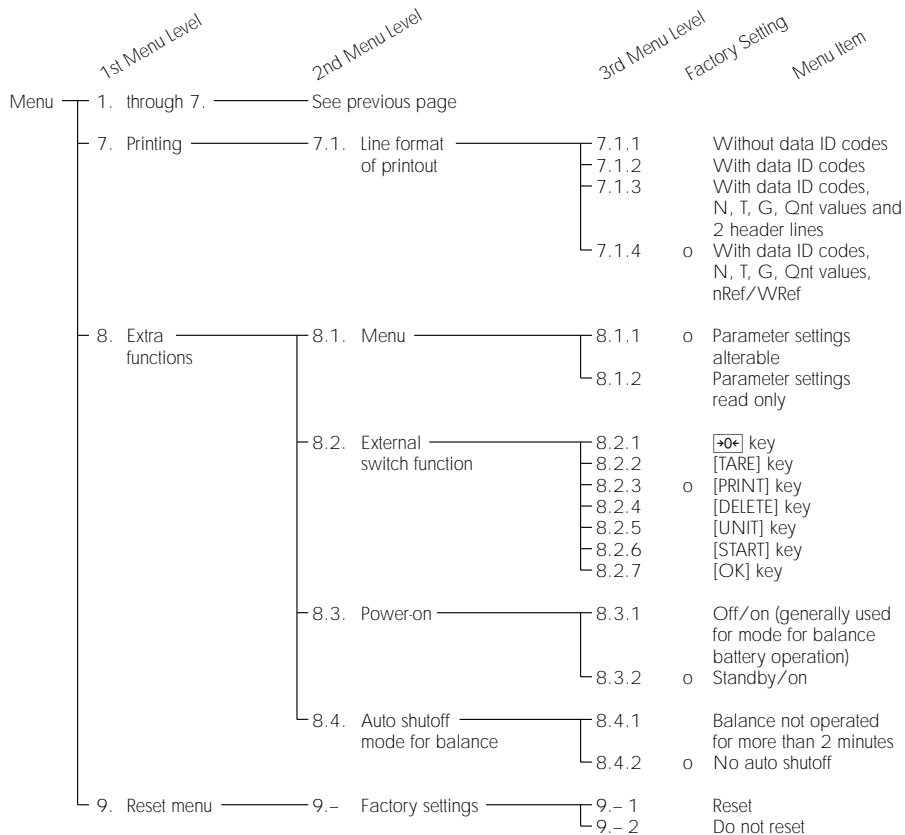 1st Menu Level 2nd Menu Level 3rd Menu Level Factory Setting Menu Item
Menu 1. through 7. See previous page
7. Printing 7.1. Line format 7.1.1 Without data ID codes
of printout 7.1.2 With data ID codes
7.1.3 With data ID codes,
N, T, G, Qnt values and
2 header lines
7.1.4 o With data ID codes,
N, T, G, Qnt values,
nRef/WRef
8. Extra 8.1. Menu 8.1.1 o Parameter settings
functions alterable
8.1.2 Parameter settings
read only
8.2. External 8.2.1 →0← key
switch function 8.2.2 [TARE] key
8.2.3 o [PRINT] key
8.2.4 [DELETE] key
8.2.5 [UNIT] key
8.2.6 [START] key
8.2.7 [OK] key
8.3. Power-on 8.3.1 Off/on (generally used
for mode for balance
battery operation)
8.3.2 o Standby/on
8.4. Auto shutoff 8.4.1 Balance not operated
mode for balance for more than 2 minutes
8.4.2 o No auto shutoff
9. Reset menu 9.– Factory settings 9.– 1 Reset
9.– 2 Do not reset